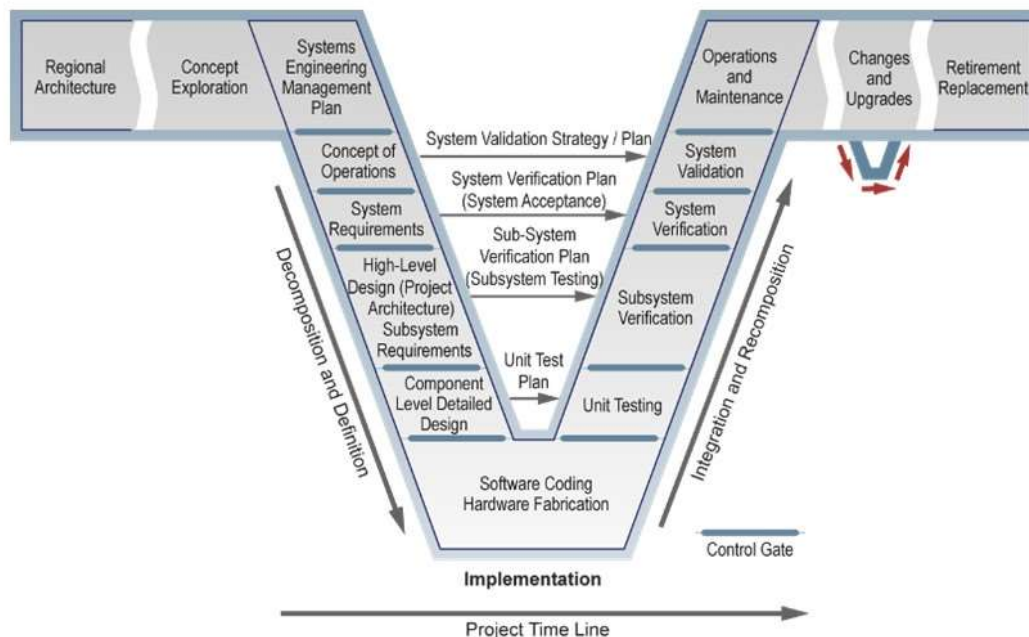 Regional
Architecture
Concept
Exploration
Systems
Engineering
Management
Plan
Concept of
Operations
System
Requirements
High-Level
Design (Project
Architecture)
Subsystem
Requirements
Component
Level Detailed
Design
System Validation Strategy / Plan
System Verification Plan
(System Acceptance)
Sub-System
Verification Plan
(Subsystem Testing)
Unit Test
Plan
Operations
and
Maintenance
System
Validation
System
Verification
Subsystem
Verification
Unit Testing
Changes
and
Upgrades
Retirement
Replacement
Decomposition and Definition
Integration and Recomposition
Software Coding
Hardware Fabrication
Control Gate
Implementation
Project Time Line